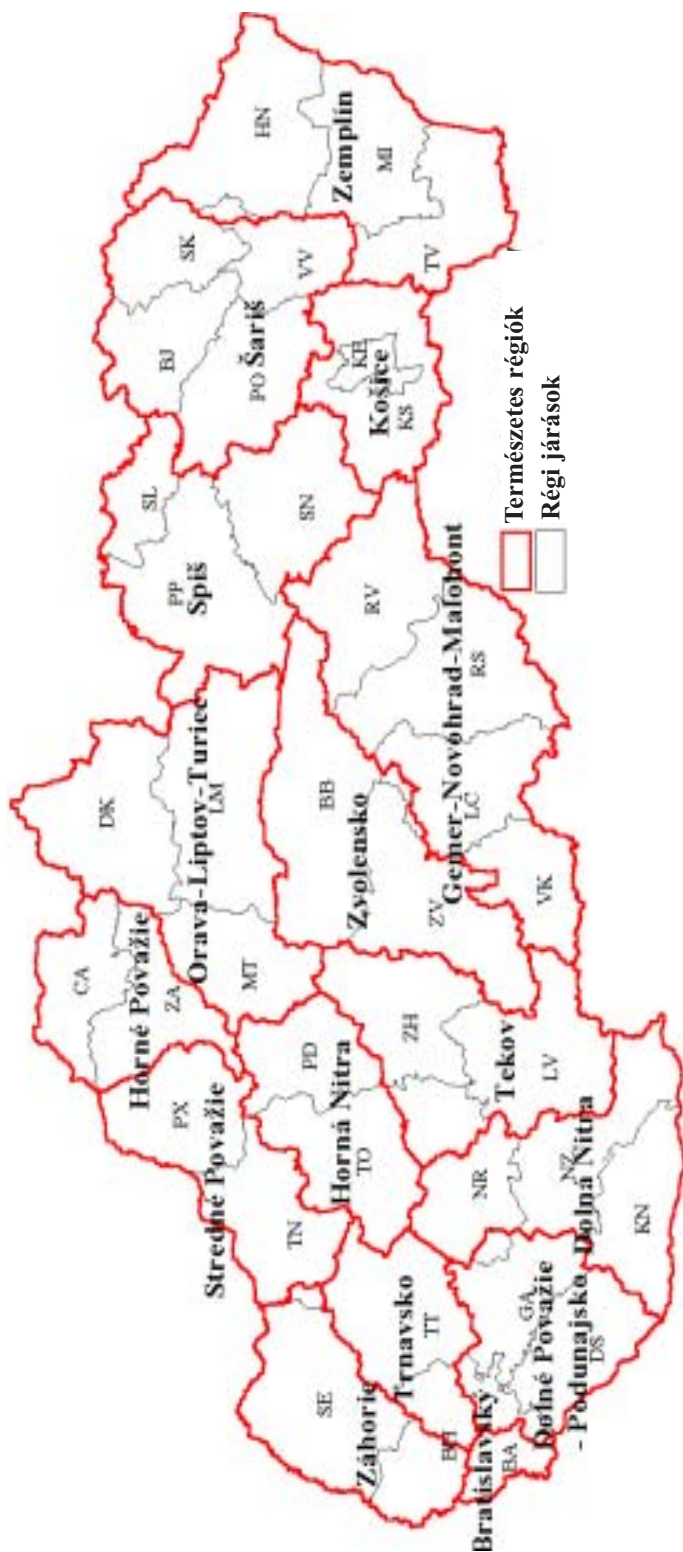 CA
DK
Horné Považie
ZA
Orava-Liptov-Turiec
LM
MT
PX
Stredné Považie
TN
PD
Horná Nitra
TO
SL
PP
Spiš
SN
BJ
SK
PO
Šariš
VV
HN
Zemplín
MI
TV
KE
Košice
KS
BB
Zvolensko
ZV
RV
Gemer-Novohrad-Malohont
RS
LC
VK
ZH
Tekov
LV
SE
Záhorie
BH
Trnavsko
TT
NR
NZ
Dolná Nitra
KN
GA
Dolné Považie
- Podunajsko
DS
Bratislavský
BA
Természetes régiók
Régi járások